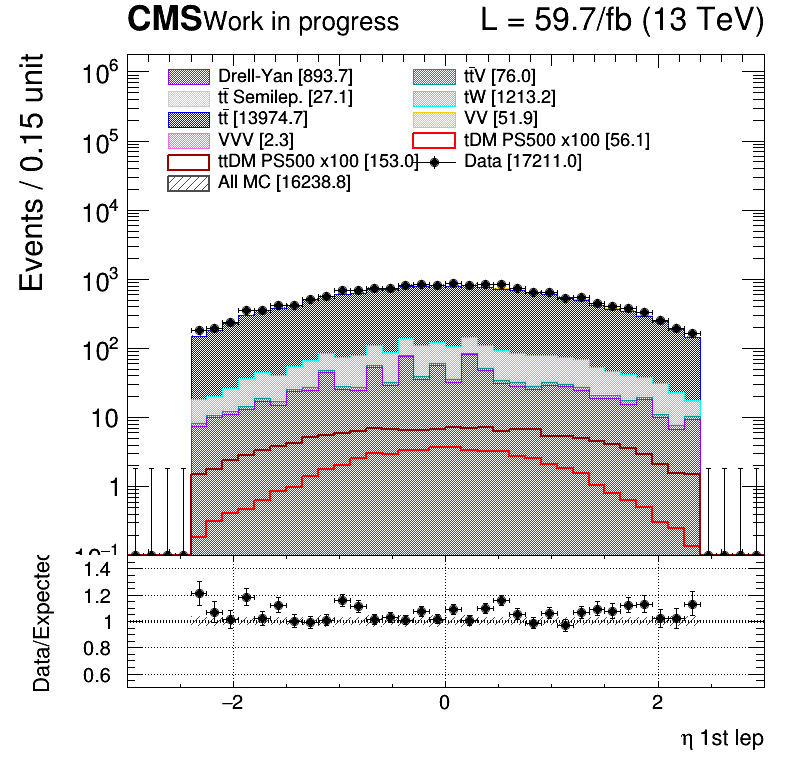 CMS Work in progress L = 59.7/fb (13 TeV)
Events / 0.15 unit
10⁶
10⁵
10⁴
10³
10²
10
1
10⁻¹
Drell-Yan [893.7] tt̄V [76.0]
tt̄ Semilep. [27.1] tW [1213.2]
tt̄ [13974.7] VV [51.9]
VVV [2.3] tDM PS500 x100 [56.1]
ttDM PS500 x100 [153.0] Data [17211.0]
All MC [16238.8]
Data/Expected
1.4
1.2
1
0.8
0.6
−2 0 2
η 1st lep